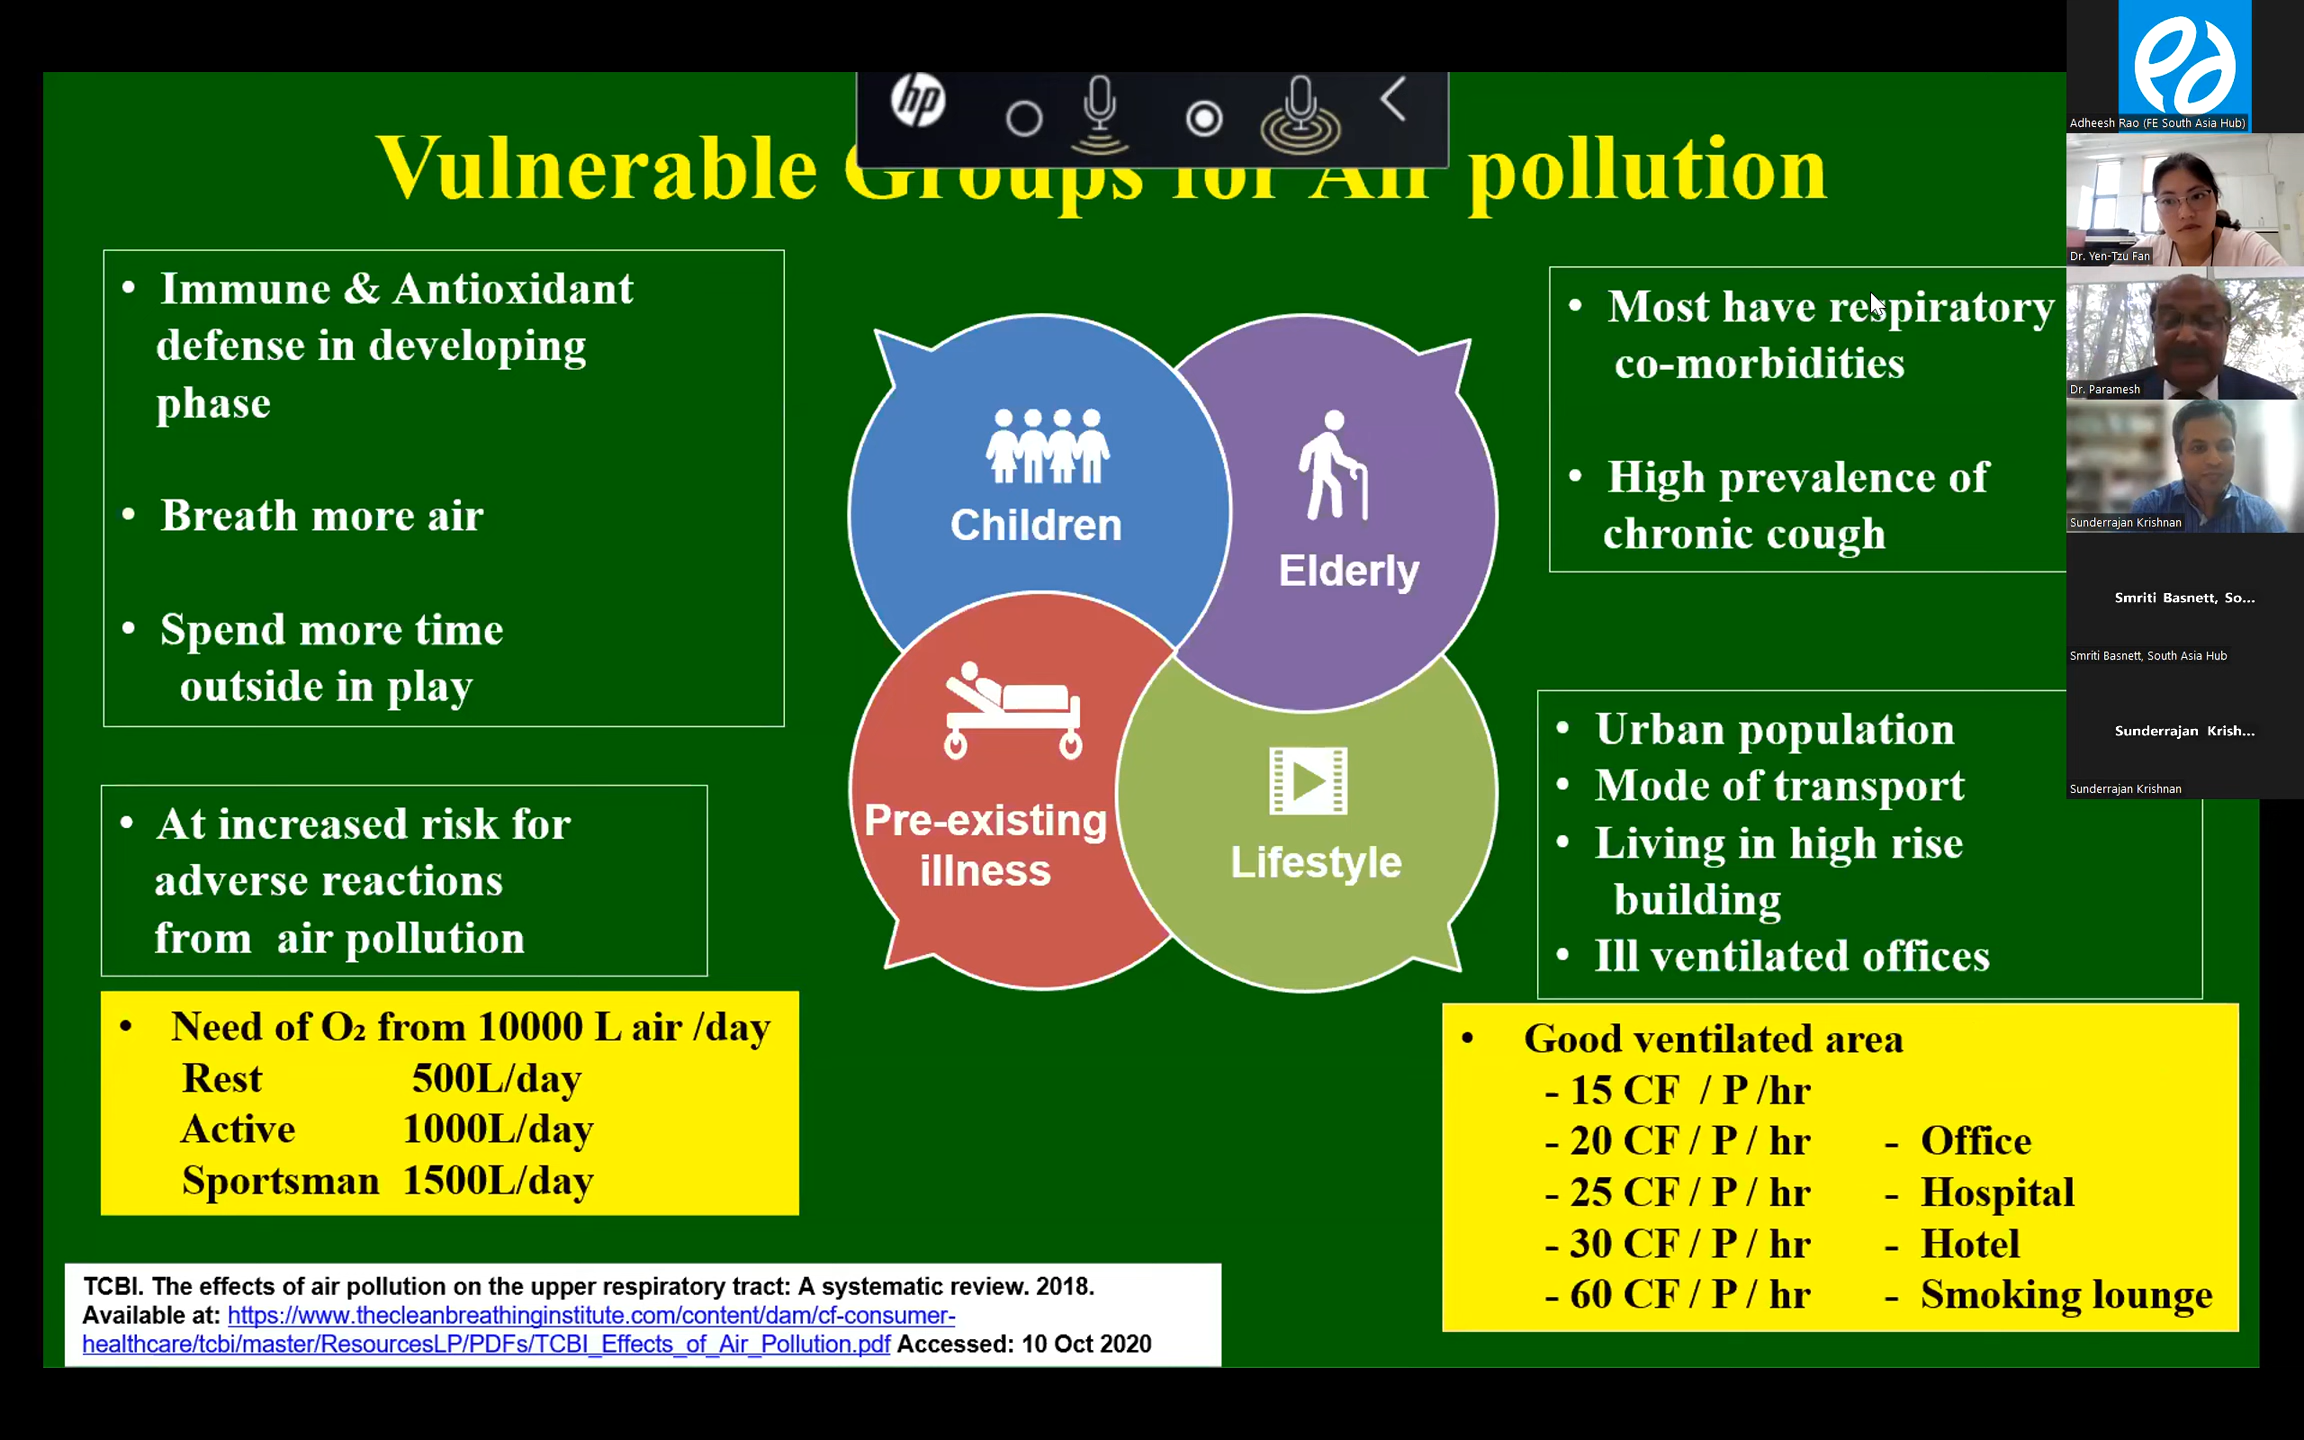 hp
Vulnerable Groups for Air pollution
• Immune & Antioxidant
defense in developing
phase
• Breath more air
• Spend more time
outside in play
• At increased risk for
adverse reactions
from air pollution
• Need of O₂ from 10000 L air /day
Rest 500L/day
Active 1000L/day
Sportsman 1500L/day
Children
Elderly
Pre-existing
illness
Lifestyle
• Most have respiratory
co-morbidities
• High prevalence of
chronic cough
• Urban population
• Mode of transport
• Living in high rise
building
• Ill ventilated offices
• Good ventilated area
- 15 CF / P /hr
- 20 CF / P / hr - Office
- 25 CF / P / hr - Hospital
- 30 CF / P / hr - Hotel
- 60 CF / P / hr - Smoking lounge
TCBI. The effects of air pollution on the upper respiratory tract: A systematic review. 2018.
Available at: https://www.thecleanbreathinginstitute.com/content/dam/cf-consumer-
healthcare/tcbi/master/ResourcesLP/PDFs/TCBI_Effects_of_Air_Pollution.pdf Accessed: 10 Oct 2020
Adheesh Rao (FE South Asia Hub)
Dr. Yen-Tzu Fan
Dr. Paramesh
Sunderrajan Krishnan
Smriti Basnett, So...
Smriti Basnett, South Asia Hub
Sunderrajan Krish...
Sunderrajan Krishnan